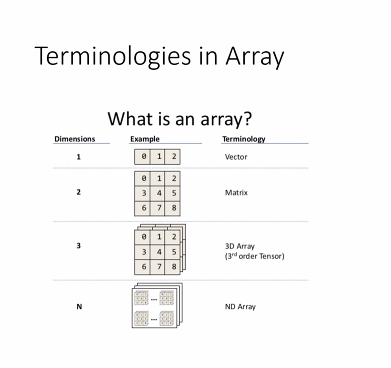 Terminologies in Array
What is an array?
Dimensions Example Terminology
1 0 1 2 Vector
0 1 2
2 3 4 5 Matrix
6 7 8
0 1 2
3 3 4 5 3D Array
(3rd order Tensor)
6 7 8
N ... ND Array
...